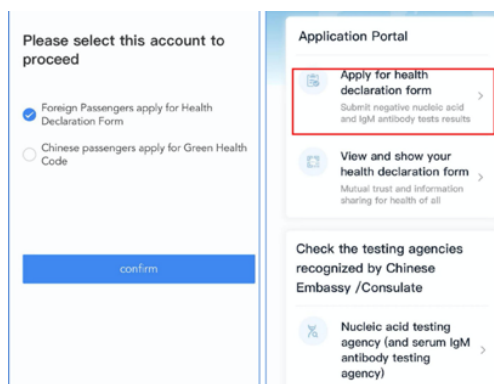 Please select this account to
proceed
Foreign Passengers apply for Health
Declaration Form
Chinese passengers apply for Green Health
Code
confirm
Application Portal
Apply for health
declaration form
Submit negative nucleic acid
and IgM antibody tests results
View and show your
health declaration form
Mutual trust and information
sharing for health of all
Check the testing agencies
recognized by Chinese
Embassy /Consulate
Nucleic acid testing
agency (and serum IgM
antibody testing
agency)